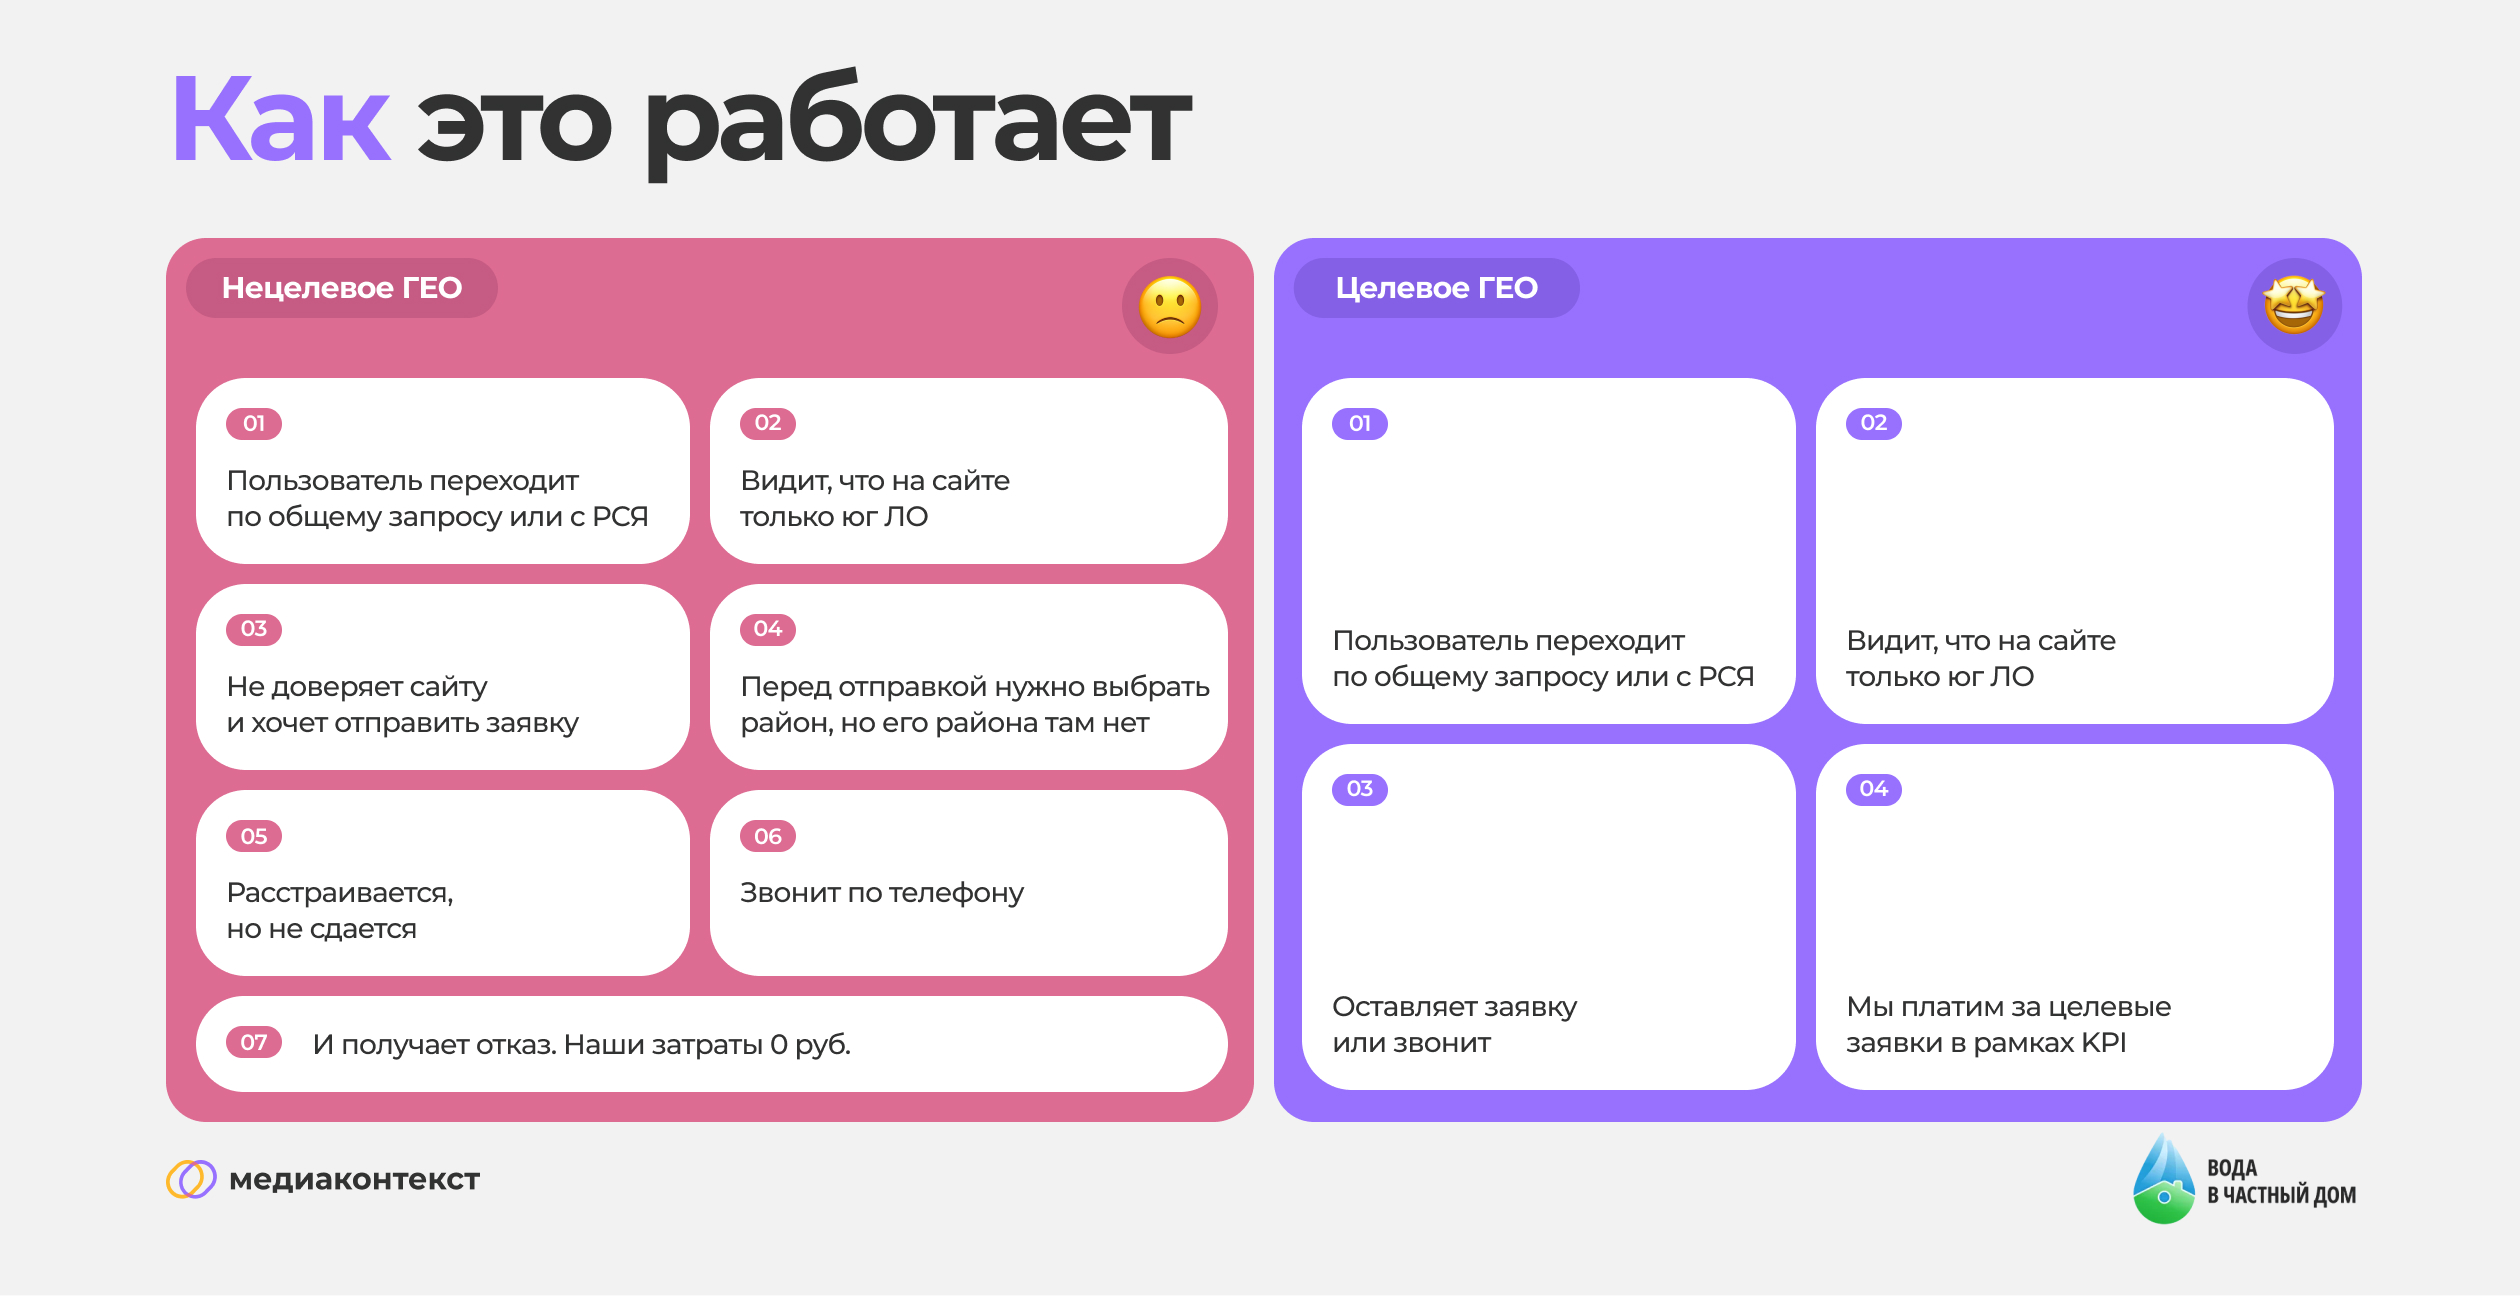 Как это работает
Нецелевое ГЕО
01
Пользователь переходит
по общему запросу или с РСЯ
02
Видит, что на сайте
только юг ЛО
03
Не доверяет сайту
и хочет отправить заявку
04
Перед отправкой нужно выбрать
район, но его района там нет
05
Расстраивается,
но не сдается
06
Звонит по телефону
07
И получает отказ. Наши затраты 0 руб.
Целевое ГЕО
01
Пользователь переходит
по общему запросу или с РСЯ
02
Видит, что на сайте
только юг ЛО
03
Оставляет заявку
или звонит
04
Мы платим за целевые
заявки в рамках KPI
медиаконтекст
ВОДА
В ЧАСТНЫЙ ДОМ